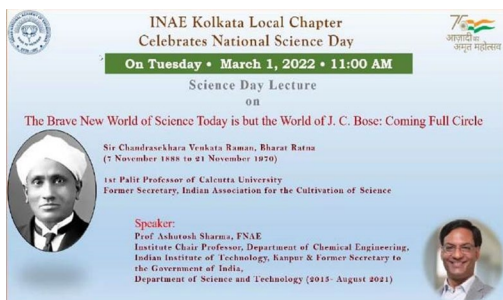 INAE Kolkata Local Chapter
Celebrates National Science Day
75
आज़ादी का
अमृत महोत्सव
On Tuesday • March 1, 2022 • 11:00 AM
Science Day Lecture
on
The Brave New World of Science Today is but the World of J. C. Bose: Coming Full Circle
Sir Chandrasekhara Venkata Raman, Bharat Ratna
(7 November 1888 to 21 November 1970)
1st Palit Professor of Calcutta University
Former Secretary, Indian Association for the Cultivation of Science
Speaker:
Prof Ashutosh Sharma, FNAE
Institute Chair Professor, Department of Chemical Engineering,
Indian Institute of Technology, Kanpur & Former Secretary to
the Government of India,
Department of Science and Technology (2015- August 2021)